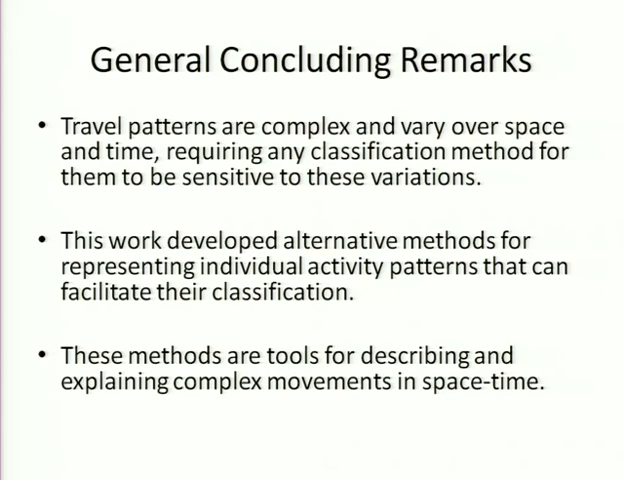 General Concluding Remarks
• Travel patterns are complex and vary over space
and time, requiring any classification method for
them to be sensitive to these variations.
• This work developed alternative methods for
representing individual activity patterns that can
facilitate their classification.
• These methods are tools for describing and
explaining complex movements in space-time.